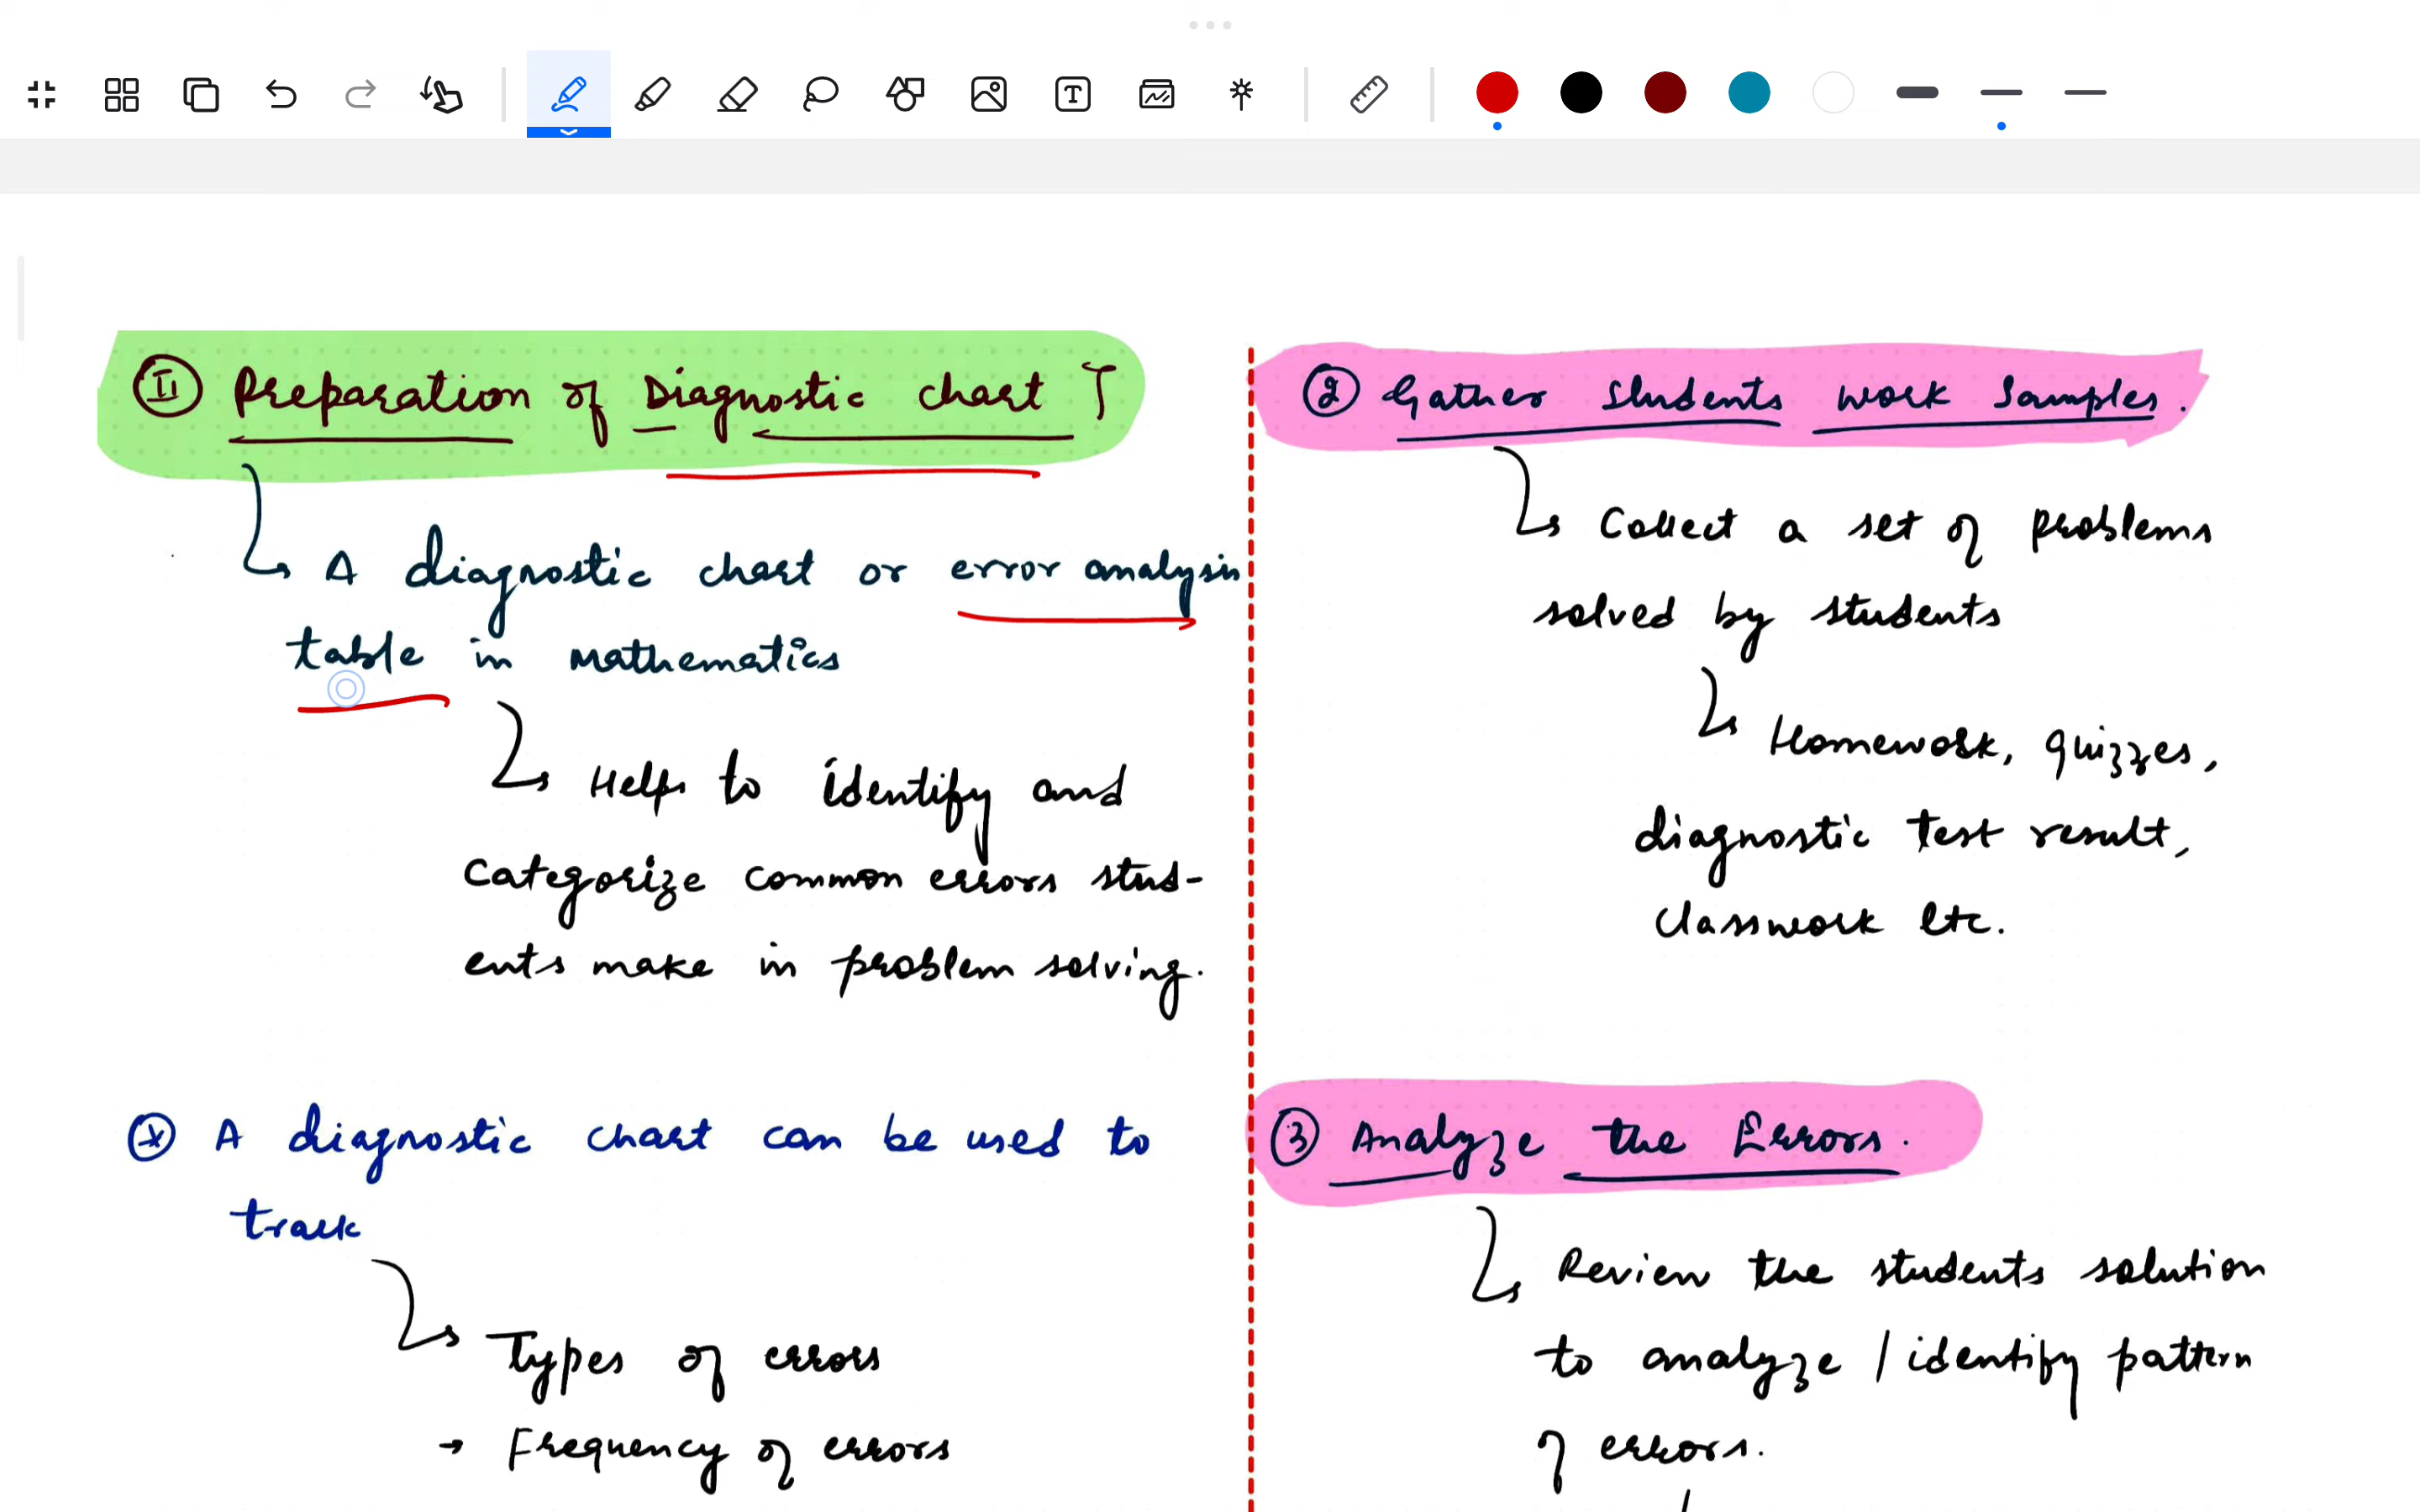 II Preparation of Diagnostic chart
A diagnostic chart or error analysis
table in mathematics
Helps to identify and
categorize common errors stud-
ents make in problem solving.
A diagnostic chart can be used to
track
Types of errors
→ Frequency of errors
② Gather students work samples.
Collect a set of problems
solved by students
Homework, quizzes,
diagnostic test result,
classwork etc.
③ Analyze the Errors.
Review the students solution
to analyze / identify pattern
of errors.